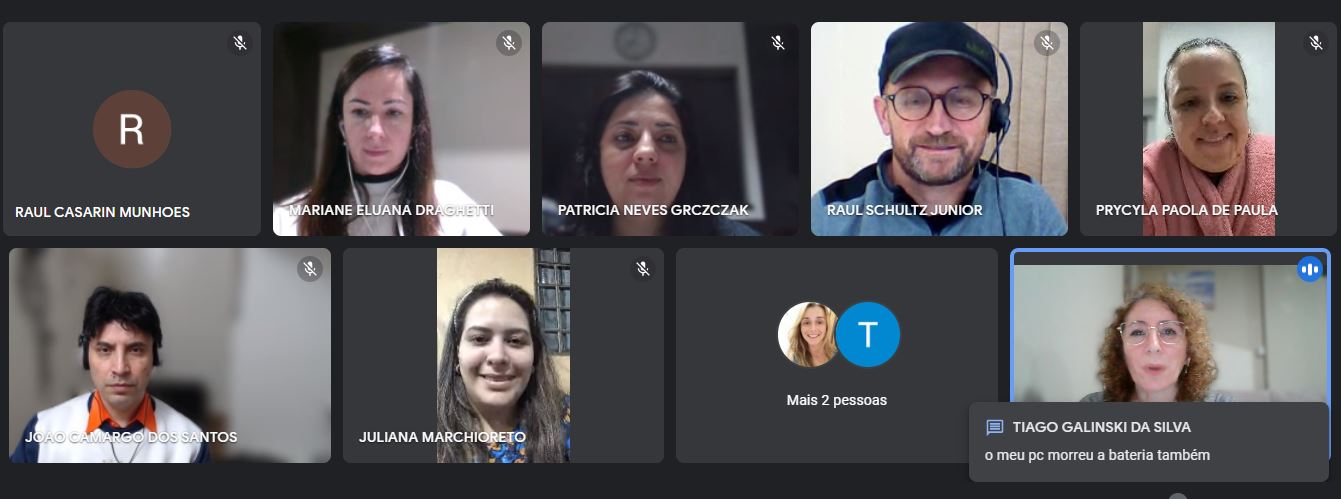 R
RAUL CASARIN MUNHOES
MARIANE ELUANA DRAGHETTI
PATRICIA NEVES GRCZCZAK
RAUL SCHULTZ JUNIOR
PRYCYLA PAOLA DE PAULA
JOAO CAMARGO DOS SANTOS
JULIANA MARCHIORETO
T
Mais 2 pessoas
TIAGO GALINSKI DA SILVA
o meu pc morreu a bateria também